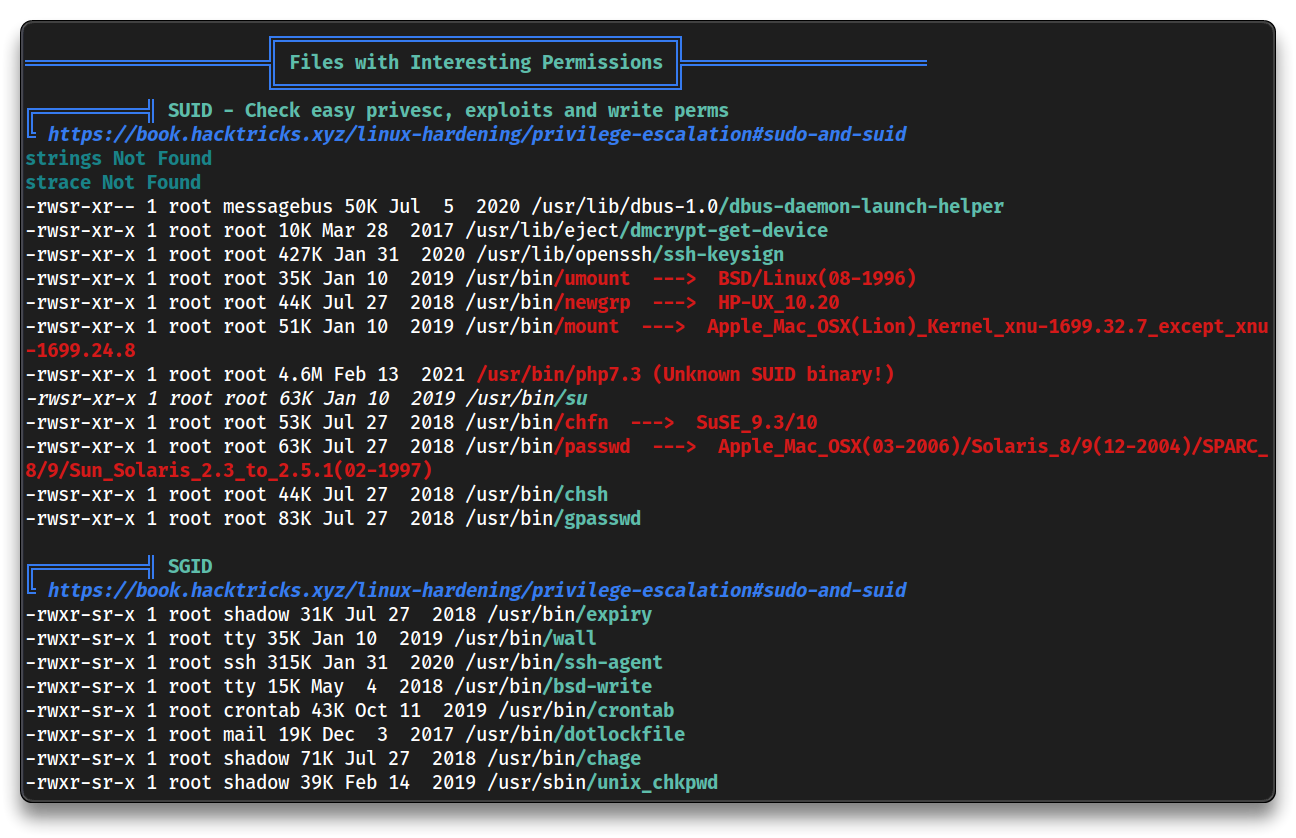 Files with Interesting Permissions
SUID - Check easy privesc, exploits and write perms
https://book.hacktricks.xyz/linux-hardening/privilege-escalation#sudo-and-suid
strings Not Found
strace Not Found
-rwsr-xr-- 1 root messagebus 50K Jul  5  2020 /usr/lib/dbus-1.0/dbus-daemon-launch-helper
-rwsr-xr-x 1 root root 10K Mar 28  2017 /usr/lib/eject/dmcrypt-get-device
-rwsr-xr-x 1 root root 427K Jan 31  2020 /usr/lib/openssh/ssh-keysign
-rwsr-xr-x 1 root root 35K Jan 10  2019 /usr/bin/umount  --->  BSD/Linux(08-1996)
-rwsr-xr-x 1 root root 44K Jul 27  2018 /usr/bin/newgrp  --->  HP-UX_10.20
-rwsr-xr-x 1 root root 51K Jan 10  2019 /usr/bin/mount  --->  Apple_Mac_OSX(Lion)_Kernel_xnu-1699.32.7_except_xnu
-1699.24.8
-rwsr-xr-x 1 root root 4.6M Feb 13  2021 /usr/bin/php7.3 (Unknown SUID binary!)
-rwsr-xr-x 1 root root 63K Jan 10  2019 /usr/bin/su
-rwsr-xr-x 1 root root 53K Jul 27  2018 /usr/bin/chfn  --->  SuSE_9.3/10
-rwsr-xr-x 1 root root 63K Jul 27  2018 /usr/bin/passwd  --->  Apple_Mac_OSX(03-2006)/Solaris_8/9(12-2004)/SPARC_
8/9/Sun_Solaris_2.3_to_2.5.1(02-1997)
-rwsr-xr-x 1 root root 44K Jul 27  2018 /usr/bin/chsh
-rwsr-xr-x 1 root root 83K Jul 27  2018 /usr/bin/gpasswd
SGID
https://book.hacktricks.xyz/linux-hardening/privilege-escalation#sudo-and-suid
-rwxr-sr-x 1 root shadow 31K Jul 27  2018 /usr/bin/expiry
-rwxr-sr-x 1 root tty 35K Jan 10  2019 /usr/bin/wall
-rwxr-sr-x 1 root ssh 315K Jan 31  2020 /usr/bin/ssh-agent
-rwxr-sr-x 1 root tty 15K May  4  2018 /usr/bin/bsd-write
-rwxr-sr-x 1 root crontab 43K Oct 11  2019 /usr/bin/crontab
-rwxr-sr-x 1 root mail 19K Dec  3  2017 /usr/bin/dotlockfile
-rwxr-sr-x 1 root shadow 71K Jul 27  2018 /usr/bin/chage
-rwxr-sr-x 1 root shadow 39K Feb 14  2019 /usr/sbin/unix_chkpwd